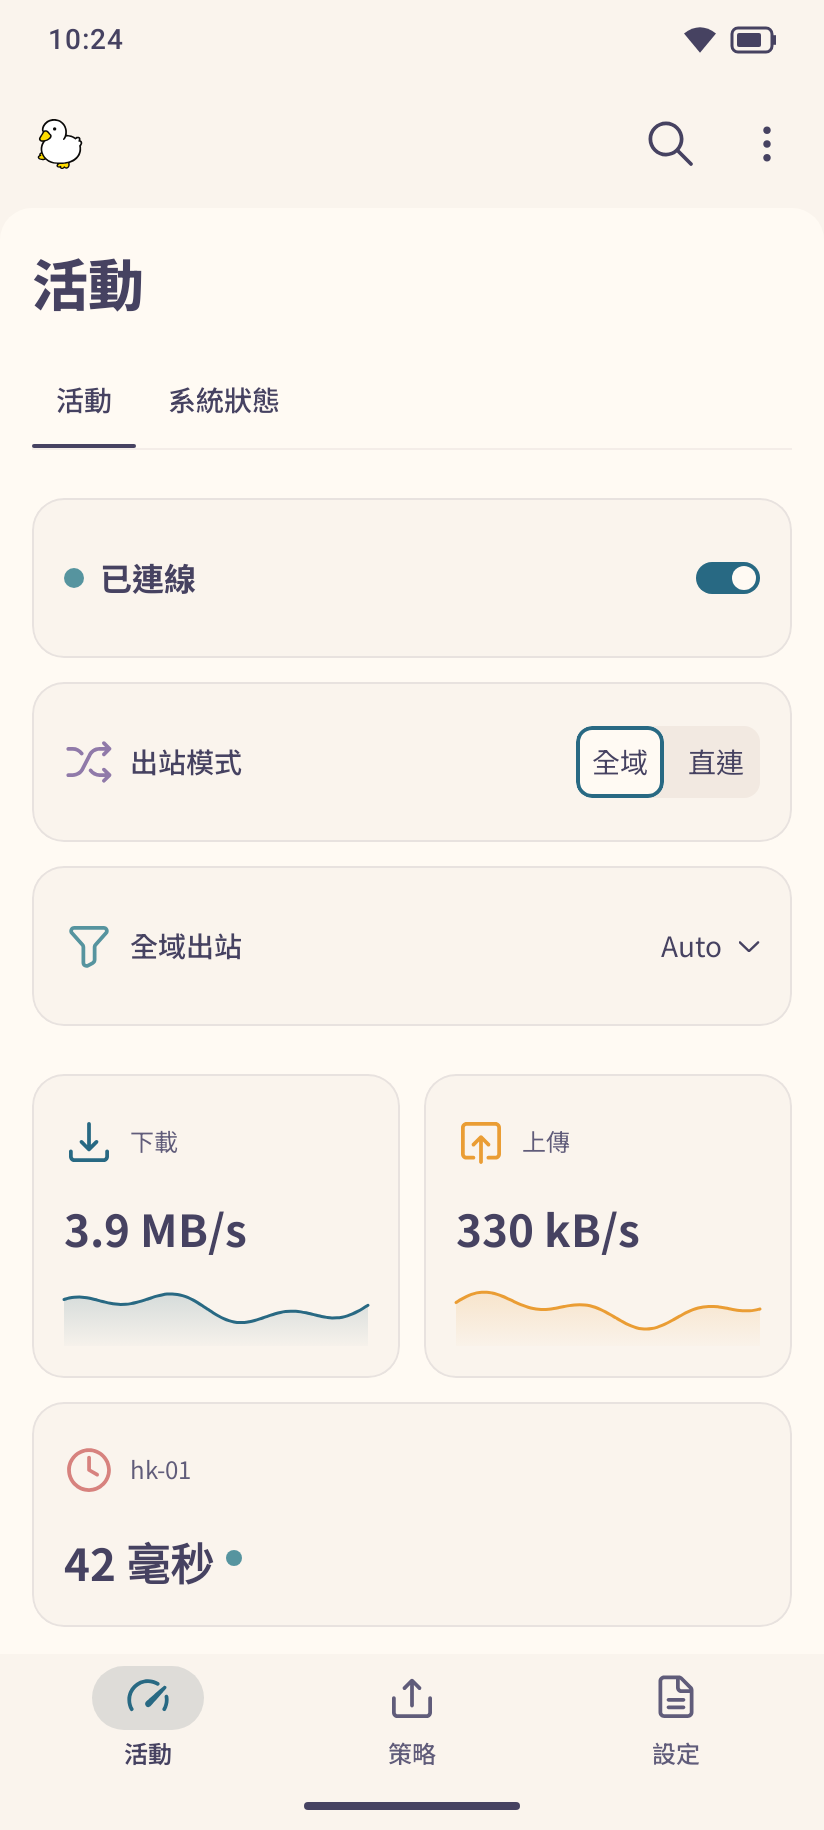 10:24
活動
活動 系統狀態
已連線
出站模式 全域 直連
全域出站 Auto
下載 上傳
3.9 MB/s 330 kB/s
hk-01
42 毫秒
活動 策略 設定